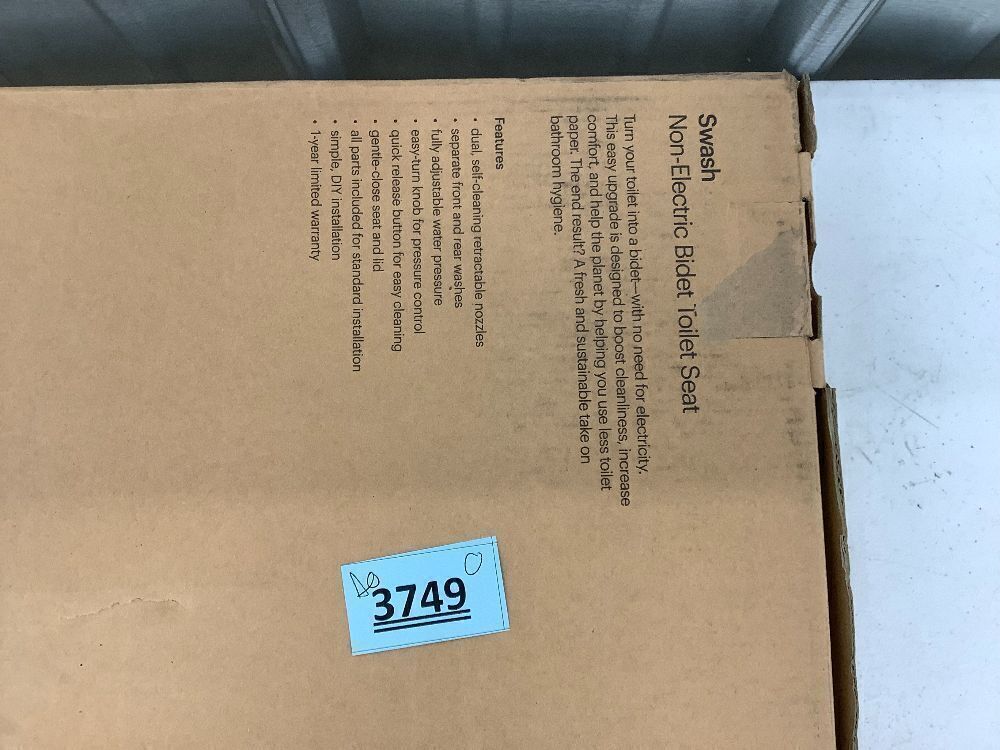 Swash
Non-Electric Bidet Toilet Seat
Turn your toilet into a bidet—with no need for electricity.
This easy upgrade is designed to boost cleanliness, increase
comfort, and help the planet by helping you use less toilet
paper. The end result? A fresh and sustainable take on
bathroom hygiene.
Features
• dual, self-cleaning retractable nozzles
• separate front and rear washes
• fully adjustable water pressure
• easy-turn knob for pressure control
• quick release button for easy cleaning
• gentle-close seat and lid
• all parts included for standard installation
• simple, DIY installation
• 1-year limited warranty
3749